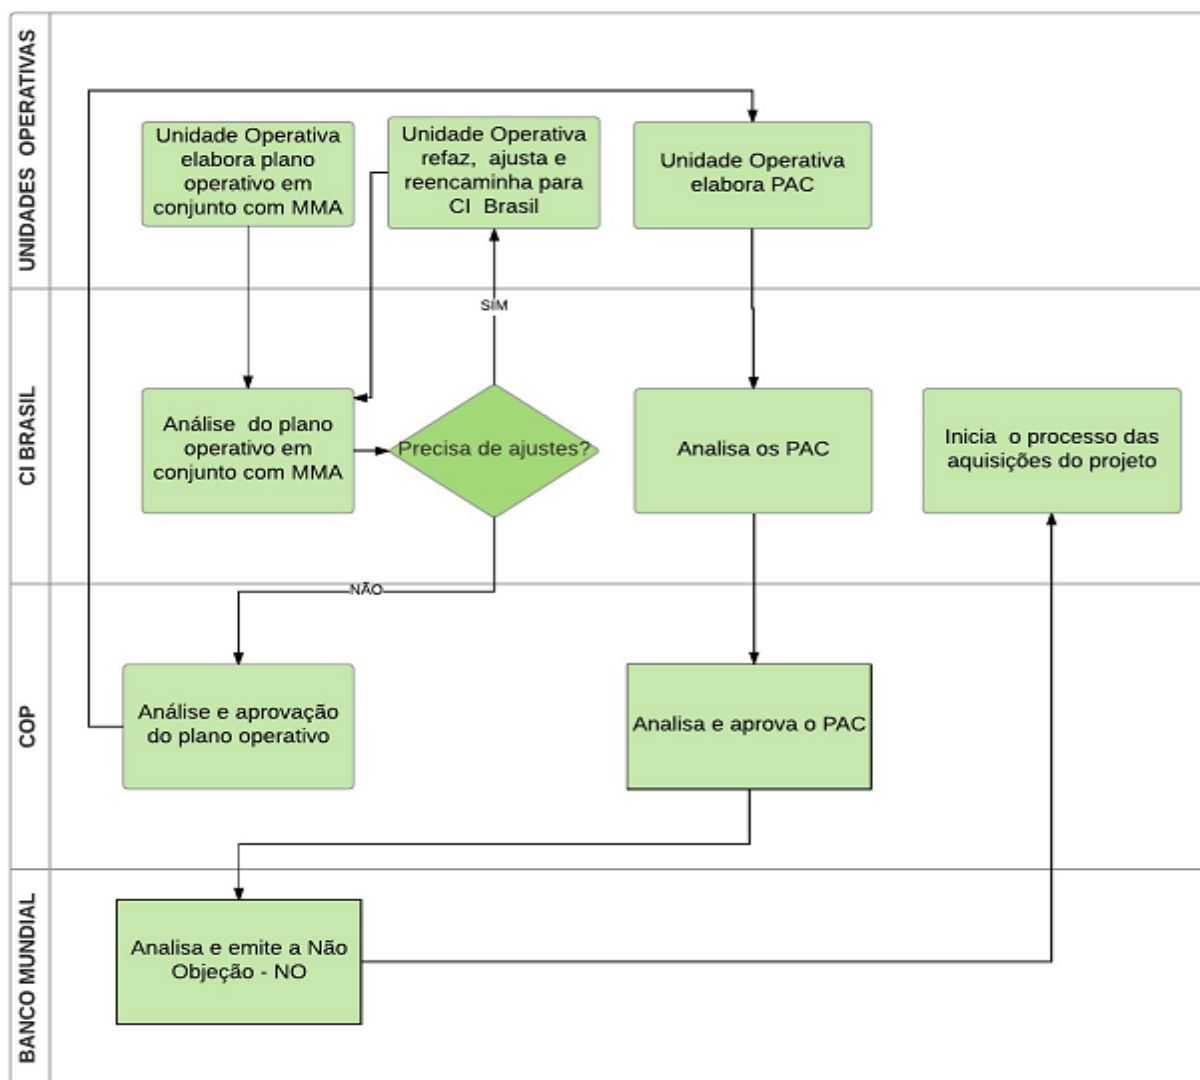 UNIDADES OPERATIVAS
Unidade Operativa
elabora plano
operativo em
conjunto com MMA
Unidade Operativa
refaz, ajusta e
reencaminha para
CI Brasil
Unidade Operativa
elabora PAC
SIM
CI BRASIL
Análise do plano
operativo em
conjunto com MMA
Precisa de ajustes?
Analisa os PAC
Inicia o processo das
aquisições do projeto
NÃO
COP
Análise e aprovação
do plano operativo
Analisa e aprova o PAC
BANCO MUNDIAL
Analisa e emite a Não
Objeção - NO